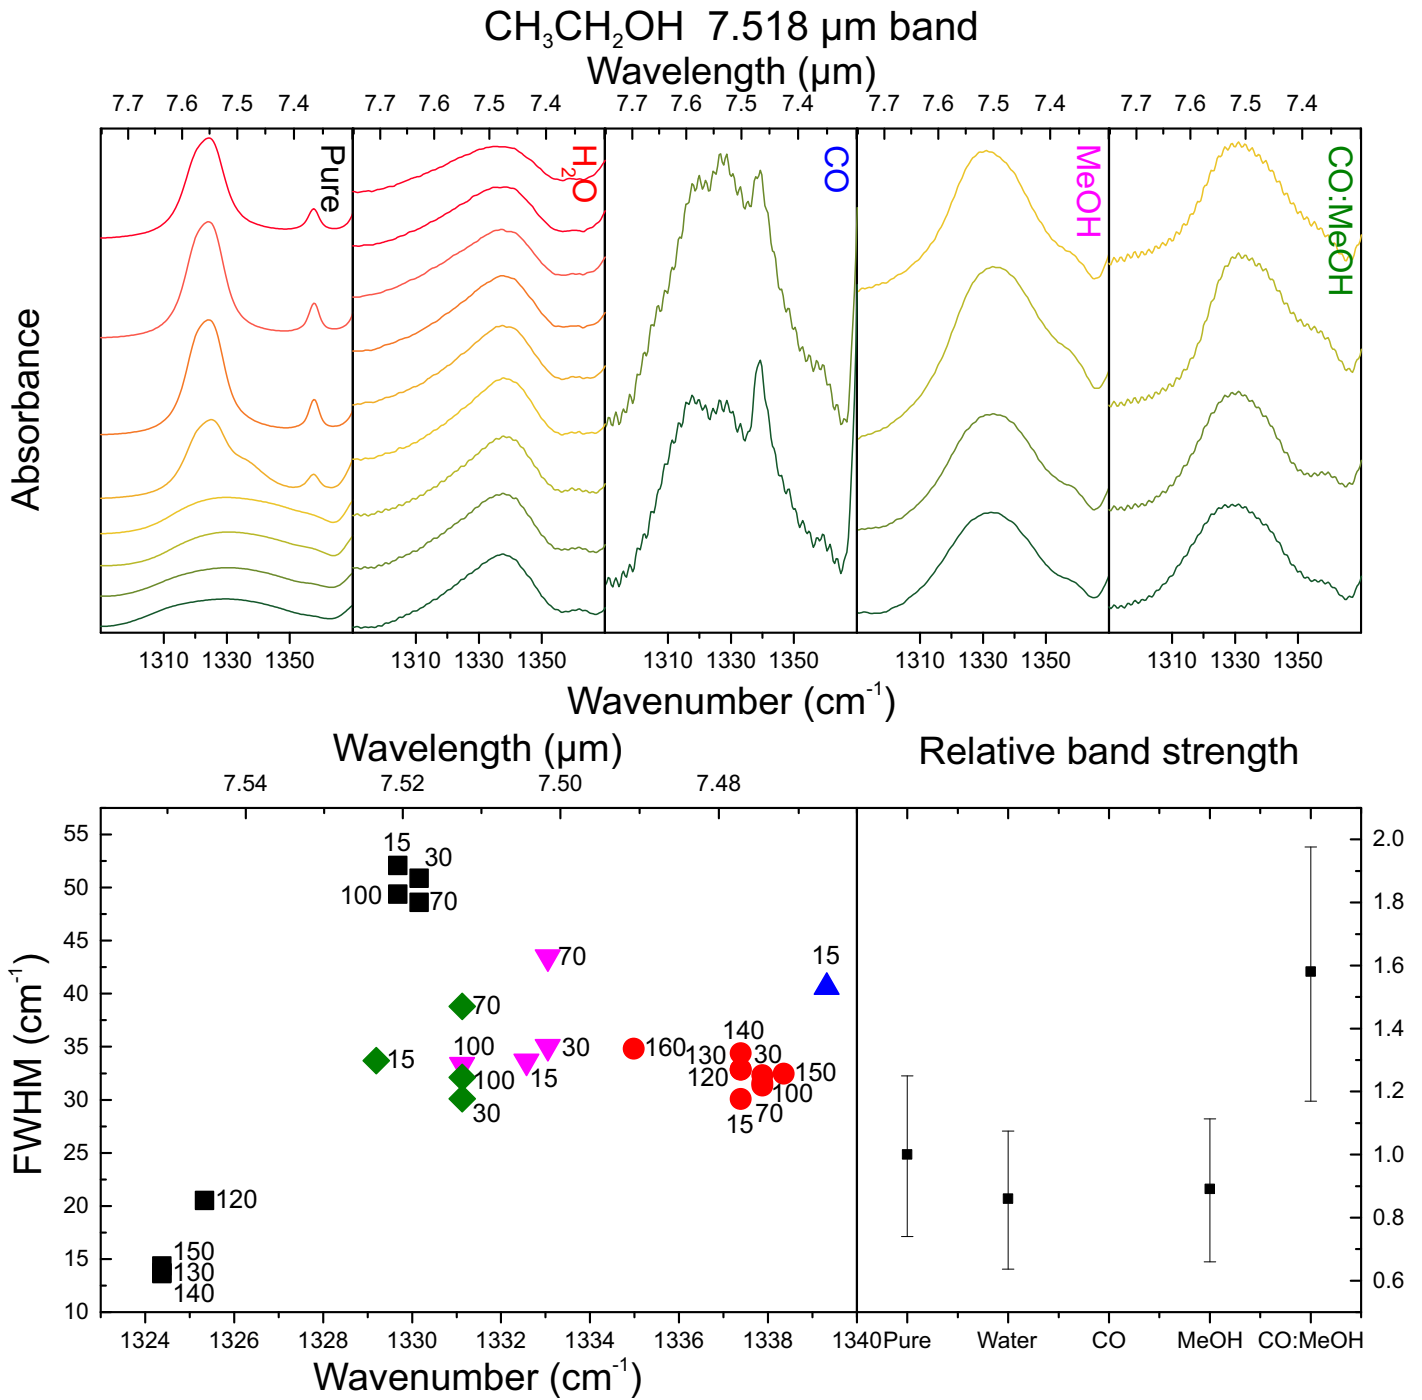 CH₃CH₂OH 7.518 µm band
Wavelength (µm)
7.7 7.6 7.5 7.4 7.7 7.6 7.5 7.4 7.7 7.6 7.5 7.4 7.7 7.6 7.5 7.4 7.7 7.6 7.5 7.4
Pure
H₂O
CO
MeOH
CO:MeOH
Absorbance
1310 1330 1350 1310 1330 1350 1310 1330 1350 1310 1330 1350 1310 1330 1350
Wavenumber (cm⁻¹)
Wavelength (µm)
Relative band strength
7.54 7.52 7.50 7.48
FWHM (cm⁻¹)
55
50
45
40
35
30
25
20
15
10
15
30
100
70
70
15
70
15
100
30
15
100
30
160
140
130
30
120
150
100
15
70
120
150
130
140
2.0
1.8
1.6
1.4
1.2
1.0
0.8
0.6
1324 1326 1328 1330 1332 1334 1336 1338 1340
Pure Water CO MeOH CO:MeOH
Wavenumber (cm⁻¹)